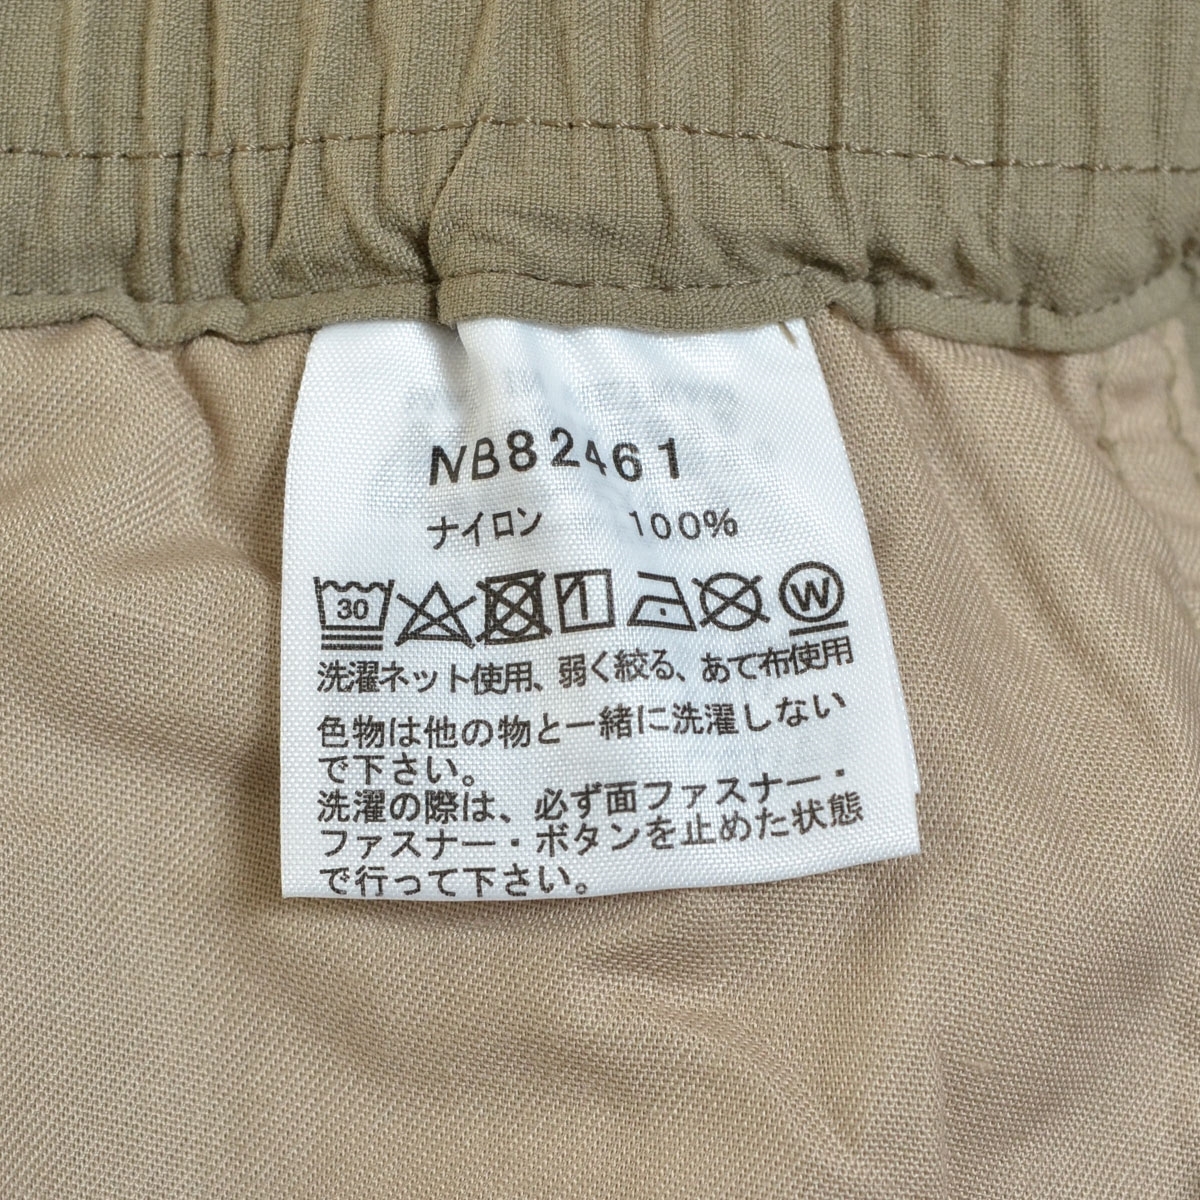 NB82461
ナイロン 100%
30 W
洗濯ネット使用、弱く絞る、あて布使用
色物は他の物と一緒に洗濯しない
で下さい。
洗濯の際は、必ず面ファスナー・
ファスナー・ボタンを止めた状態
で行って下さい。